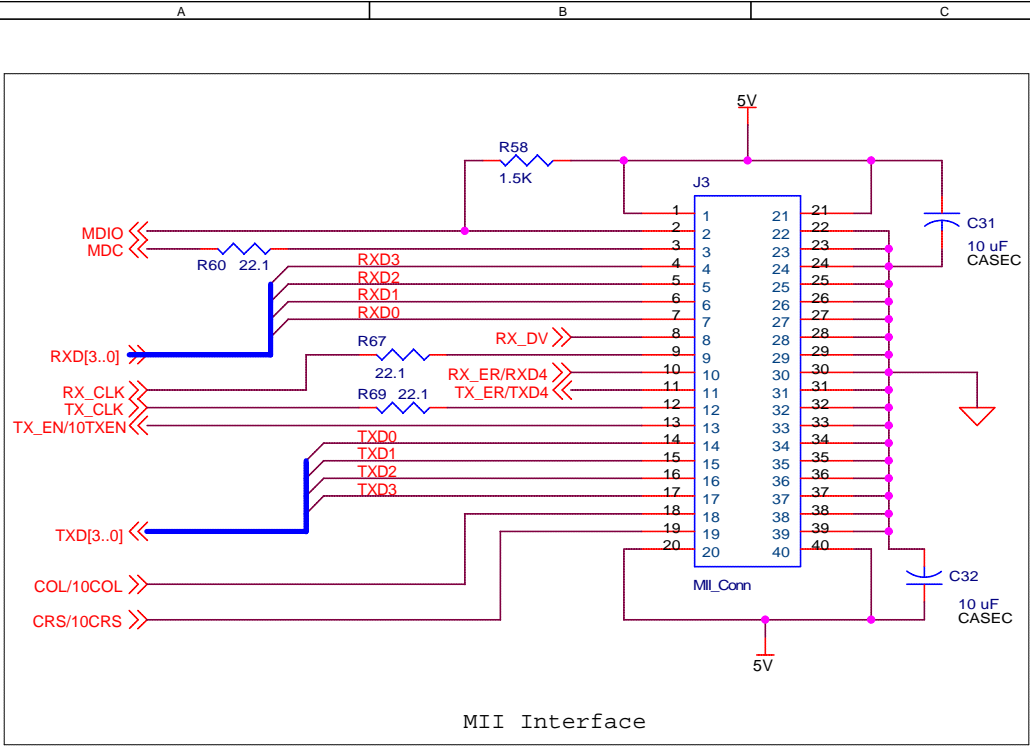 A B C
5V
R58
1.5K
J3
MDIO
MDC
R60 22.1
RXD3
RXD2
RXD1
RXD0
RXD[3..0]
RX_DV
R67
22.1
RX_CLK
RX_ER/RXD4
TX_ER/TXD4
R69 22.1
TX_CLK
TX_EN/10TXEN
TXD0
TXD1
TXD2
TXD3
TXD[3..0]
COL/10COL
CRS/10CRS
1 1 21 21
2 2 22 22
3 3 23 23
4 4 24 24
5 5 25 25
6 6 26 26
7 7 27 27
8 8 28 28
9 9 29 29
10 10 30 30
11 11 31 31
12 12 32 32
13 13 33 33
14 14 34 34
15 15 35 35
16 16 36 36
17 17 37 37
18 18 38 38
19 19 39 39
20 20 40 40
MII_Conn
C31
10 uF
CASEC
C32
10 uF
CASEC
5V
MII Interface